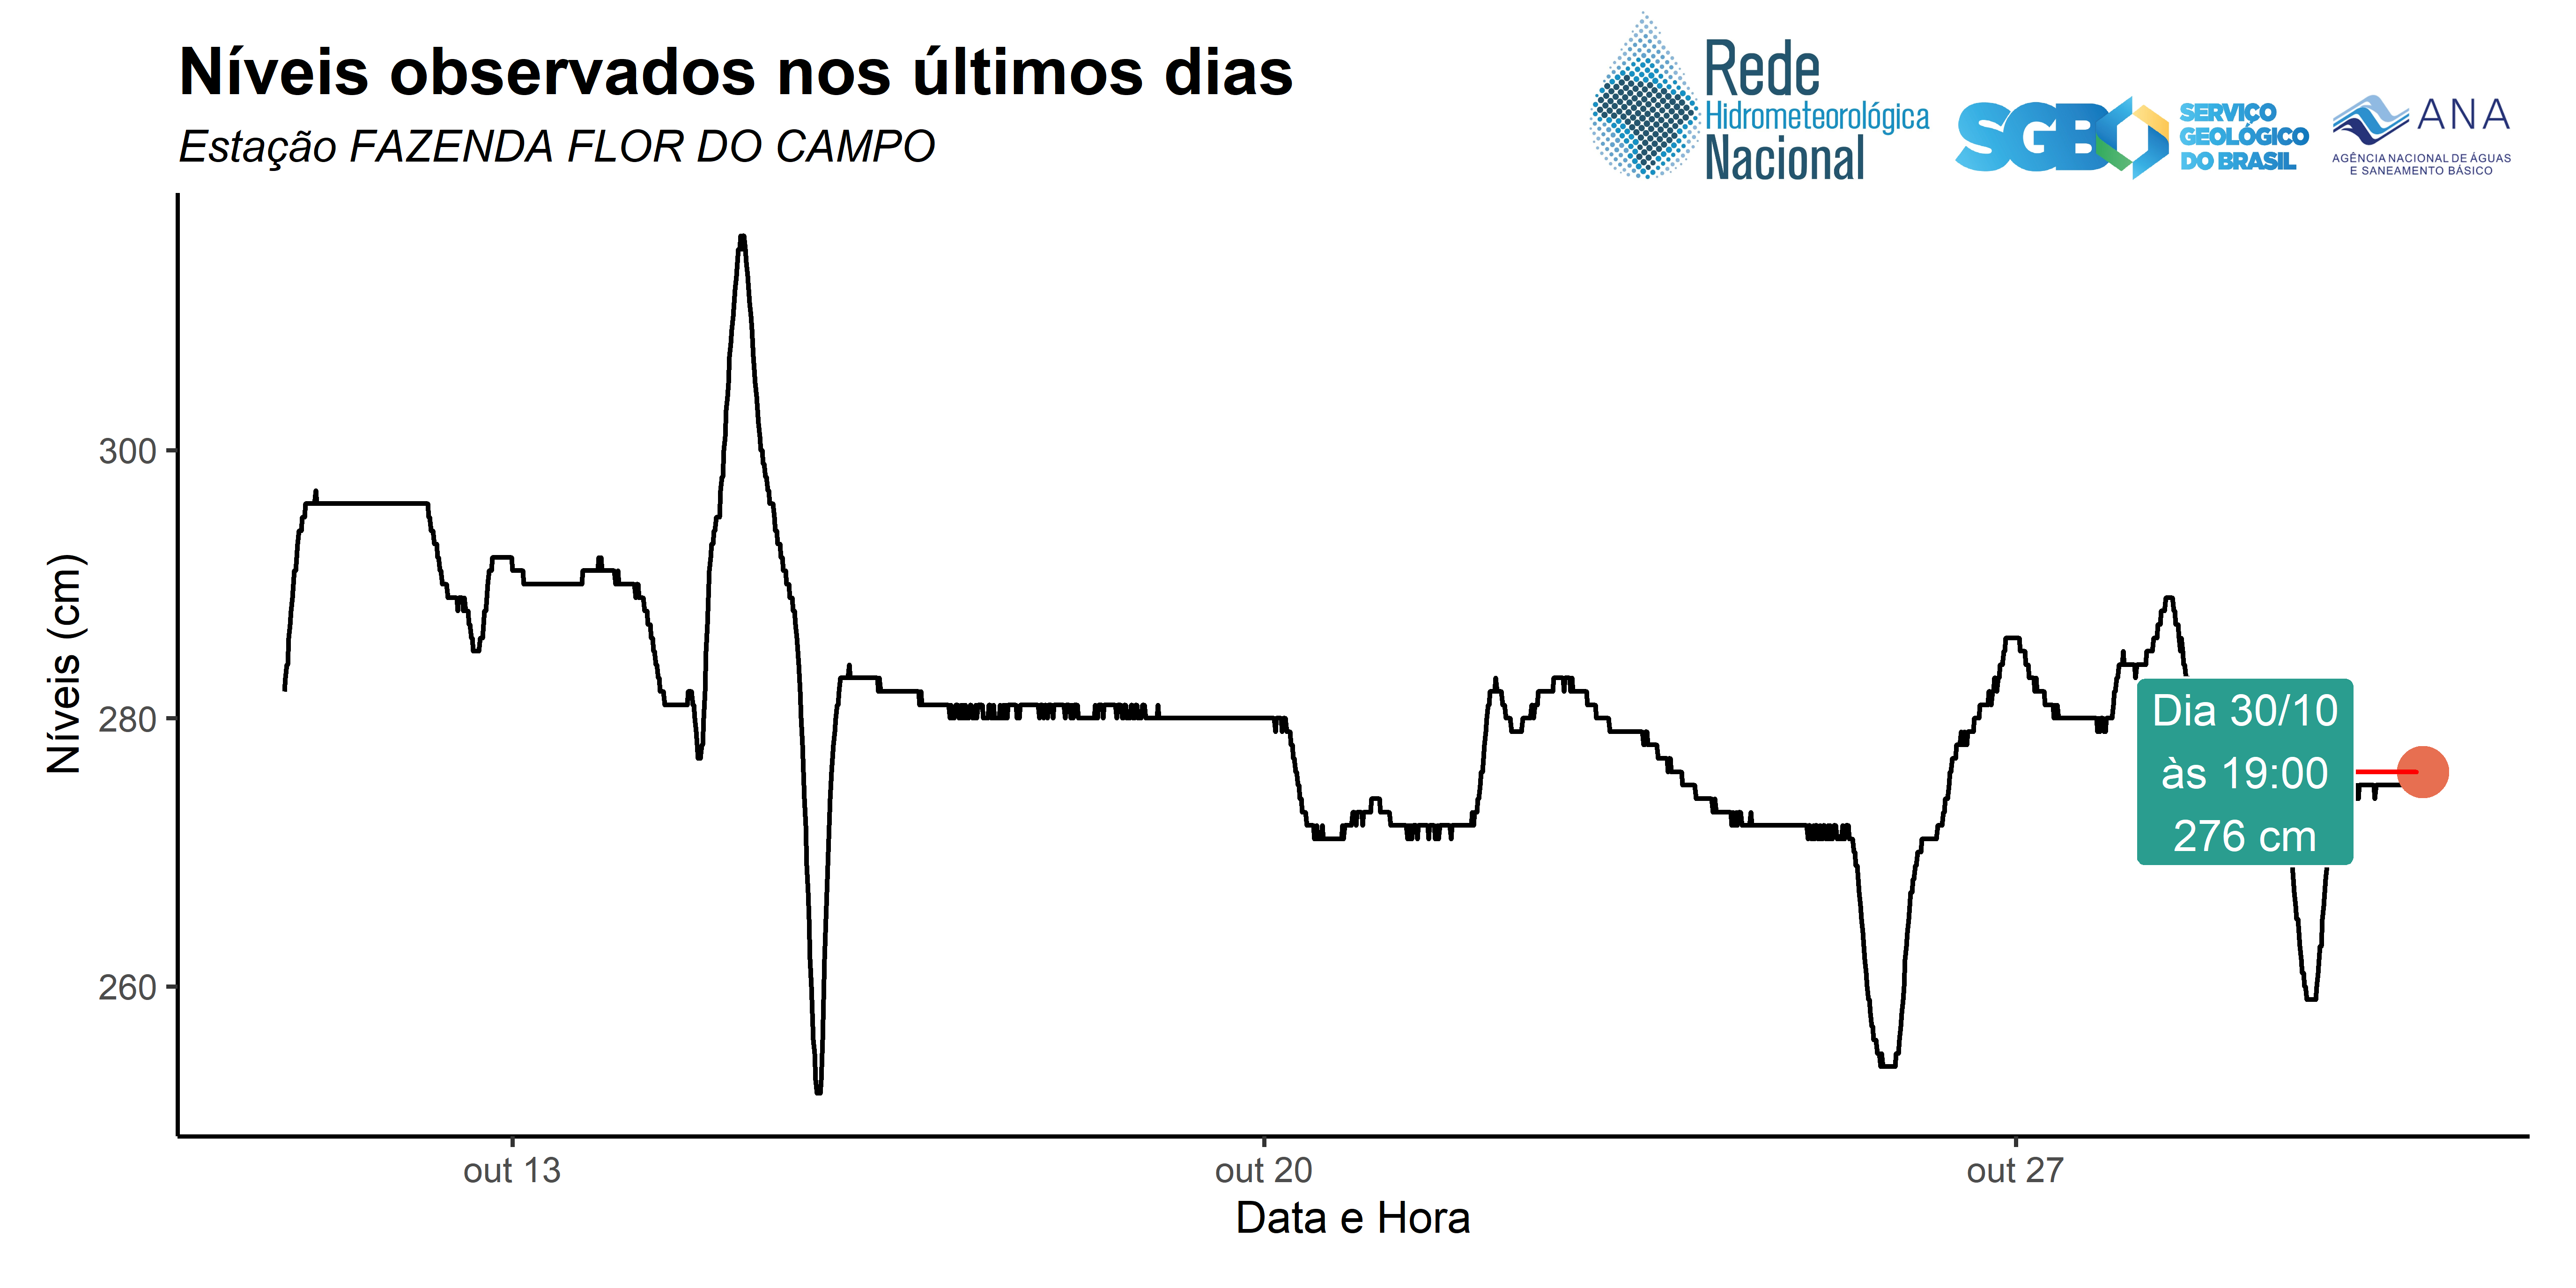 Níveis observados nos últimos dias
Estação FAZENDA FLOR DO CAMPO
Rede
Hidrometeorológica
Nacional
SGB
SERVIÇO
GEOLÓGICO
DO BRASIL
ANA
AGÊNCIA NACIONAL DE ÁGUAS
E SANEAMENTO BÁSICO
Níveis (cm)
300
280
260
Dia 30/10
às 19:00
276 cm
out 13
out 20
out 27
Data e Hora